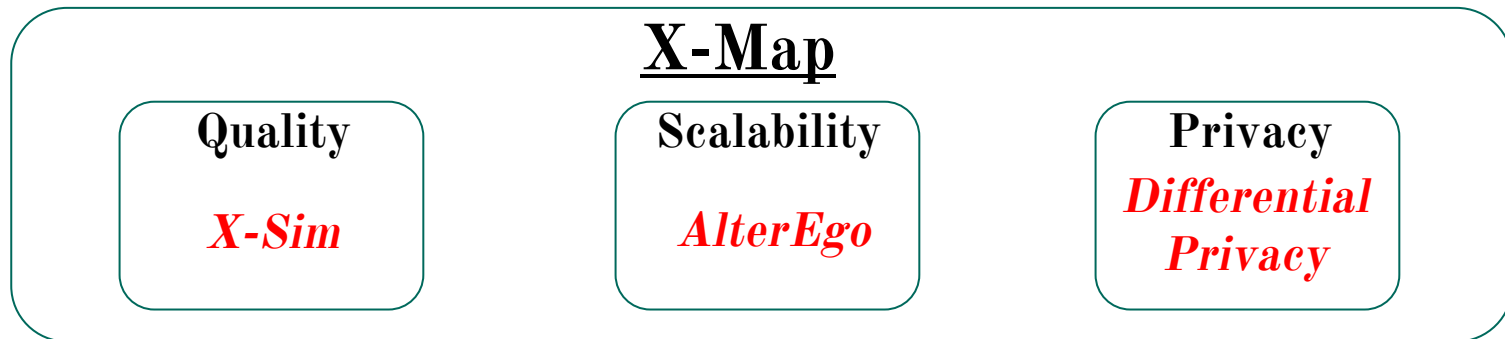 X-Map
Quality
X-Sim
Scalability
AlterEgo
Privacy
Differential
Privacy